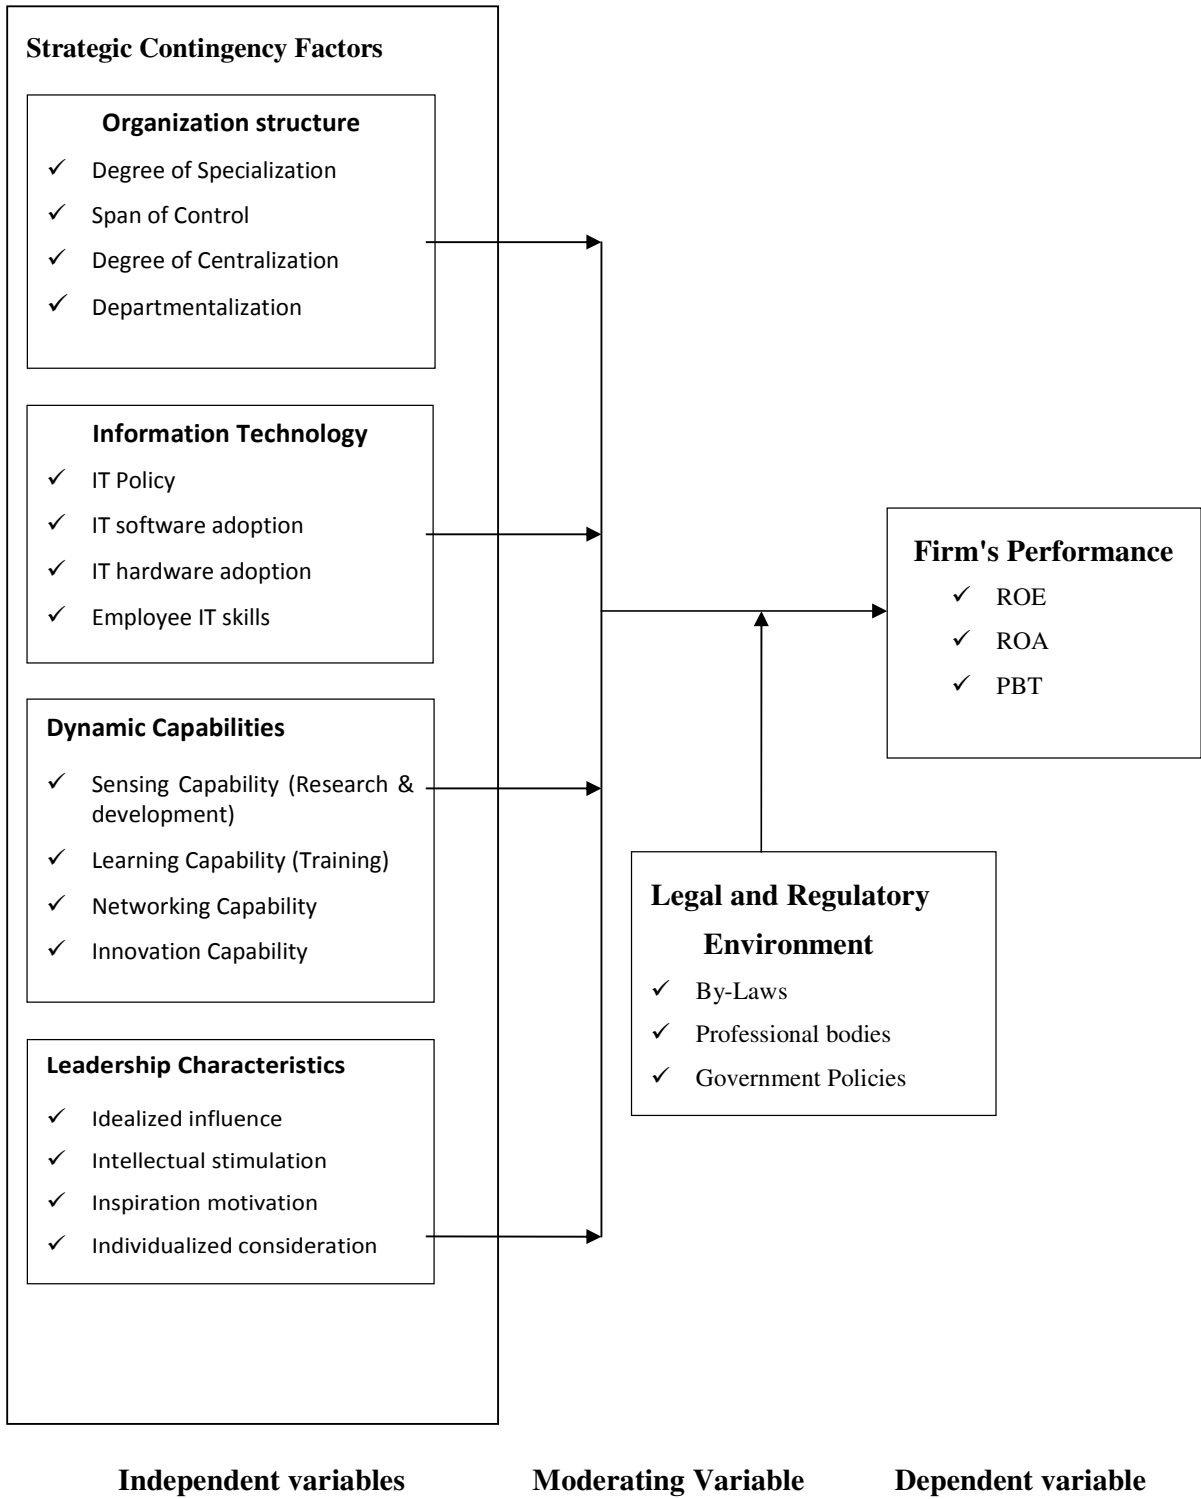 Strategic Contingency Factors
Organization structure
✓ Degree of Specialization
✓ Span of Control
✓ Degree of Centralization
✓ Departmentalization
Information Technology
✓ IT Policy
✓ IT software adoption
✓ IT hardware adoption
✓ Employee IT skills
Dynamic Capabilities
✓ Sensing Capability (Research &
development)
✓ Learning Capability (Training)
✓ Networking Capability
✓ Innovation Capability
Leadership Characteristics
✓ Idealized influence
✓ Intellectual stimulation
✓ Inspiration motivation
✓ Individualized consideration
Legal and Regulatory
Environment
✓ By-Laws
✓ Professional bodies
✓ Government Policies
Firm's Performance
✓ ROE
✓ ROA
✓ PBT
Independent variables
Moderating Variable
Dependent variable